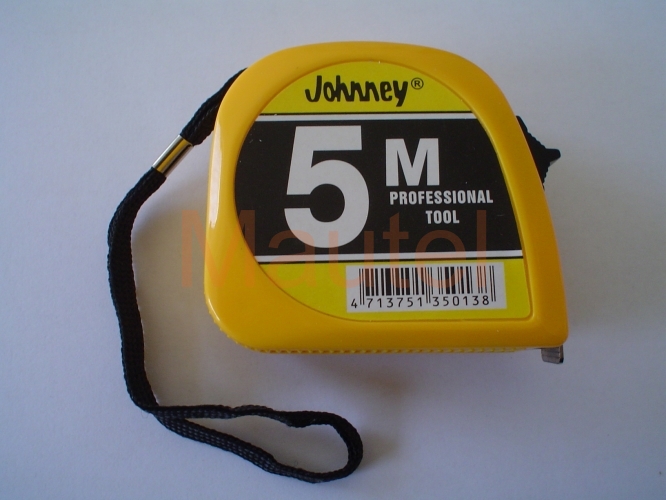 Johnney®
5 M
PROFESSIONAL
TOOL
Mautel
4 713751 350138